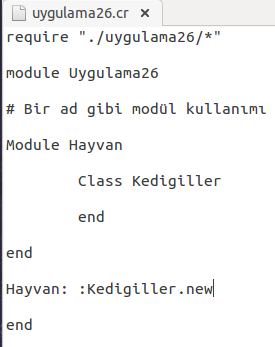 uygulama26.cr
require "./uygulama26/*"
module Uygulama26
# Bir ad gibi modül kullanımı
Module Hayvan
Class Kedigiller
end
end
Hayvan: :Kedigiller.new
end